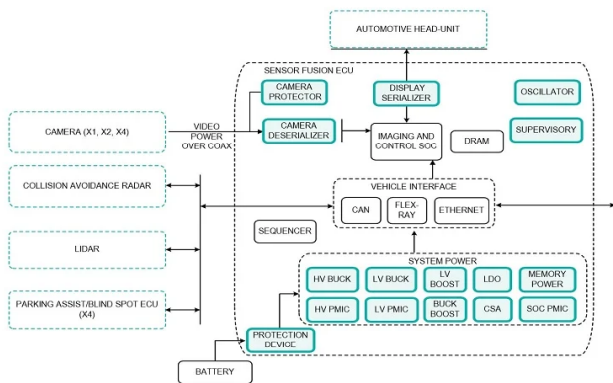 AUTOMOTIVE HEAD-UNIT
SENSOR FUSION ECU
CAMERA
PROTECTOR
DISPLAY
SERIALIZER
OSCILLATOR
CAMERA (X1, X2, X4)
VIDEO
POWER
OVER COAX
CAMERA
DESERIALIZER
IMAGING AND
CONTROL SOC
DRAM
SUPERVISORY
COLLISION AVOIDANCE RADAR
VEHICLE INTERFACE
CAN
FLEX-
RAY
ETHERNET
SEQUENCER
LIDAR
SYSTEM POWER
HV BUCK
LV BUCK
LV
BOOST
LDO
MEMORY
POWER
PARKING ASSIST/BLIND SPOT ECU
(X4)
HV PMIC
LV PMIC
BUCK
BOOST
CSA
SOC PMIC
PROTECTION
DEVICE
BATTERY